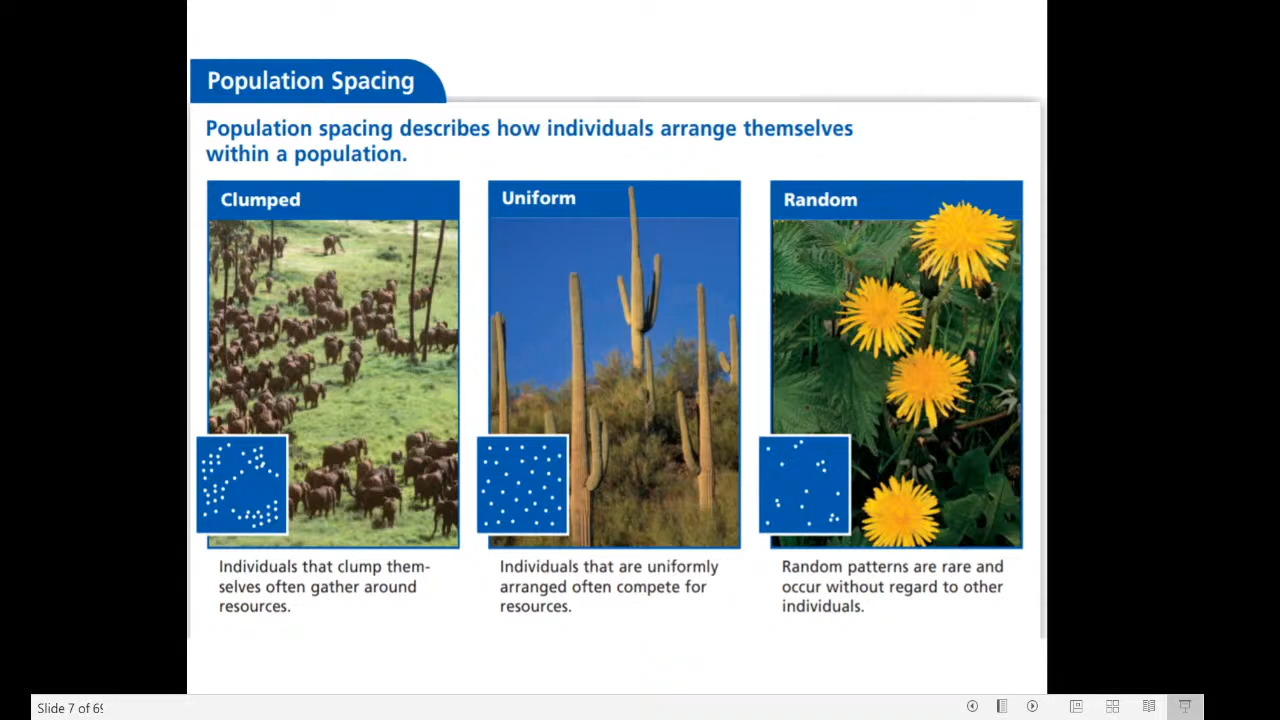 Population Spacing
Population spacing describes how individuals arrange themselves
within a population.
Clumped
Uniform
Random
Individuals that clump them-
selves often gather around
resources.
Individuals that are uniformly
arranged often compete for
resources.
Random patterns are rare and
occur without regard to other
individuals.
Slide 7 of 69